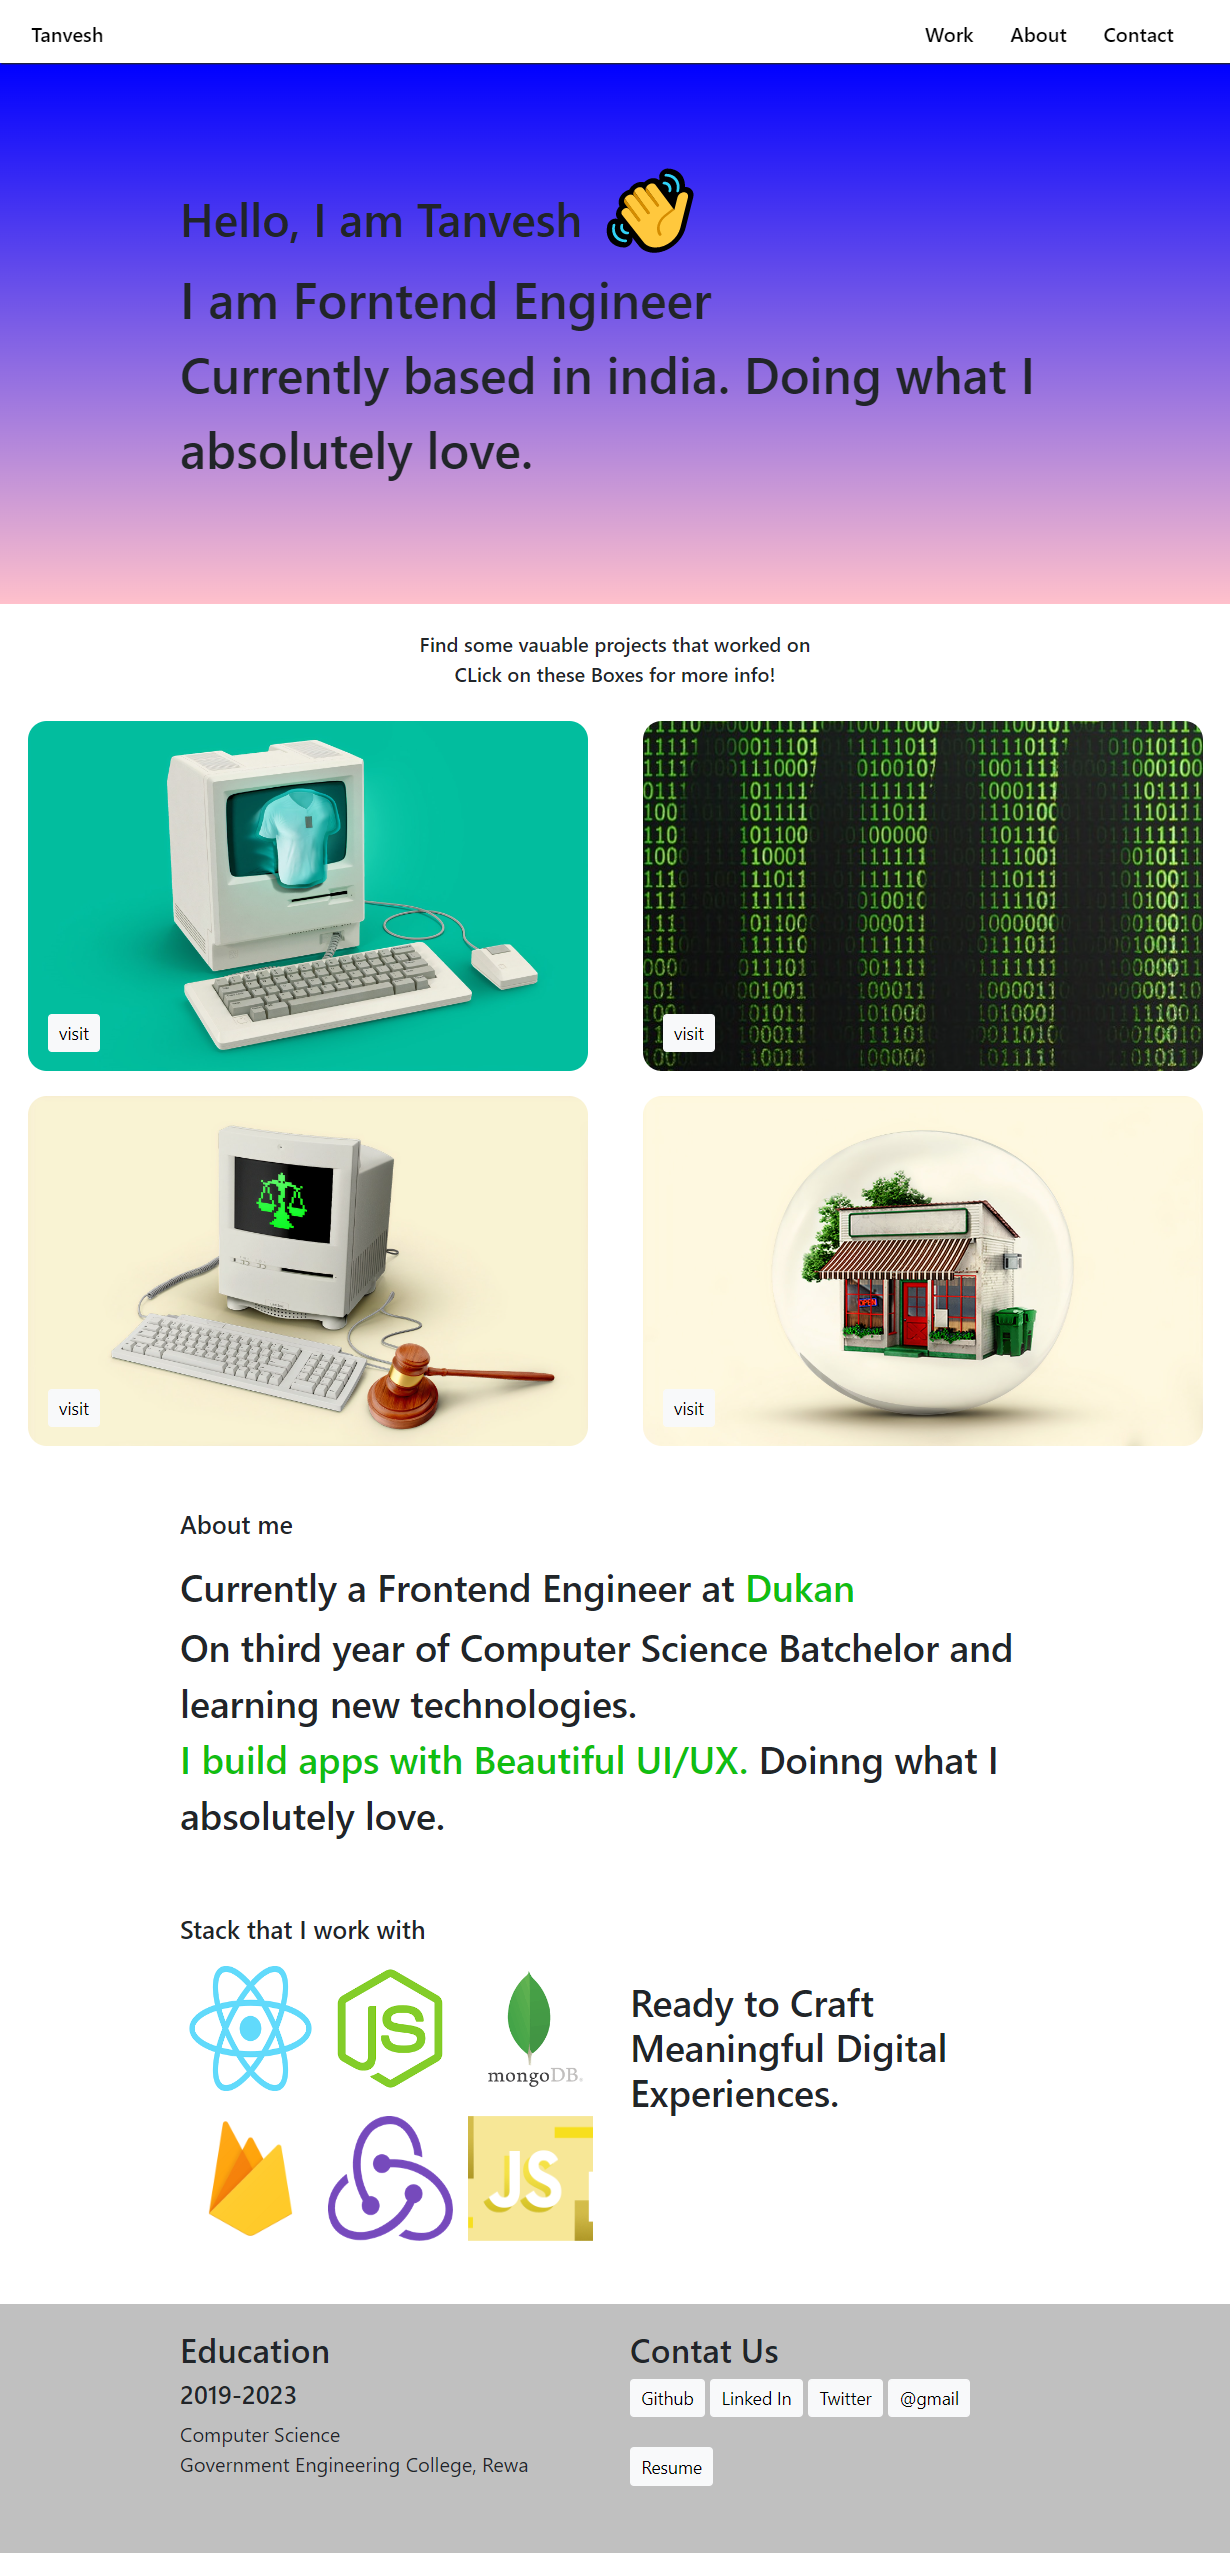 Tanvesh
Work About Contact
Hello, I am Tanvesh
I am Forntend Engineer
Currently based in india. Doing what I
absolutely love.
Find some vauable projects that worked on
CLick on these Boxes for more info!
visit
visit
OPEN
visit
visit
About me
Currently a Frontend Engineer at Dukan
On third year of Computer Science Batchelor and
learning new technologies.
I build apps with Beautiful UI/UX. Doinng what I
absolutely love.
Stack that I work with
JS
mongoDB.
JS
Ready to Craft
Meaningful Digital
Experiences.
Education
2019-2023
Computer Science
Government Engineering College, Rewa
Contat Us
Github Linked In Twitter @gmail
Resume